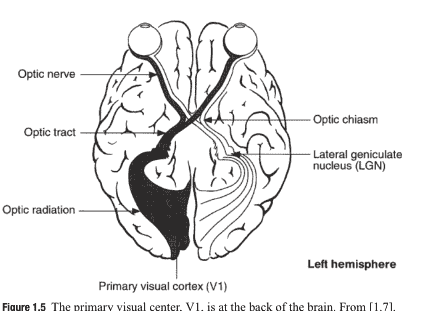 Optic nerve
Optic chiasm
Optic tract
Lateral geniculate
nucleus (LGN)
Optic radiation
Left hemisphere
Primary visual cortex (V1)
Figure 1.5 The primary visual center, V1, is at the back of the brain. From [1.7].